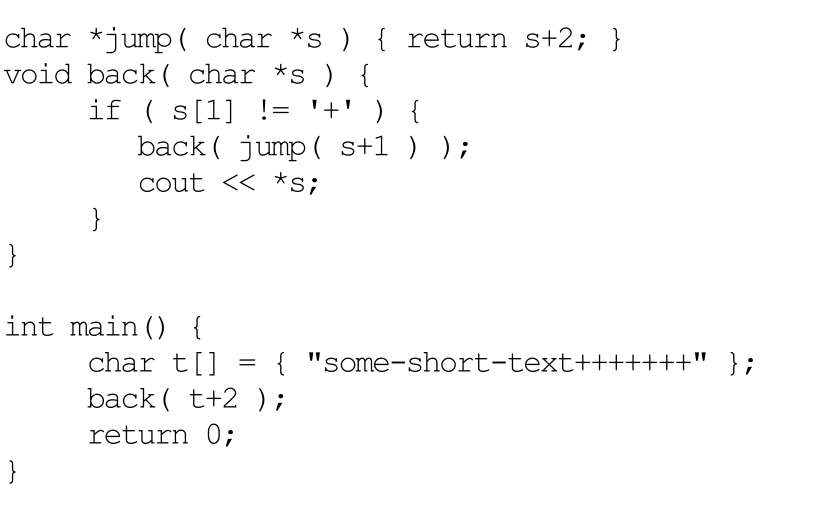 char *jump( char *s ) { return s+2; }
void back( char *s ) {
     if ( s[1] != '+' ) {
        back( jump( s+1 ) );
        cout << *s;
     }
}

int main() {
     char t[] = { "some-short-text+++++++" };
     back( t+2 );
     return 0;
}